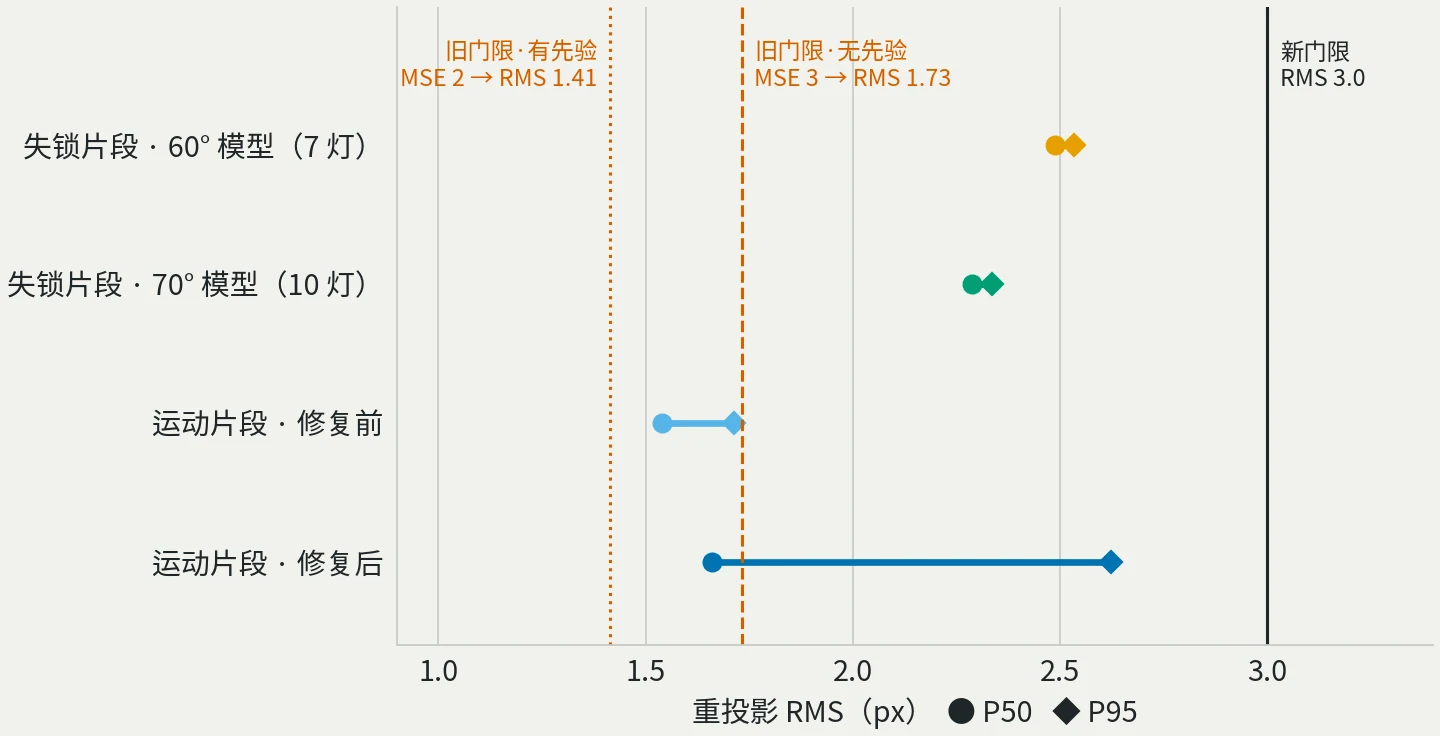 旧门限·有先验
MSE 2 → RMS 1.41
旧门限·无先验
MSE 3 → RMS 1.73
新门限
RMS 3.0
失锁片段 · 60° 模型（7 灯）
失锁片段 · 70° 模型（10 灯）
运动片段 · 修复前
运动片段 · 修复后
1.0 1.5 2.0 2.5 3.0
重投影 RMS（px） P50 P95